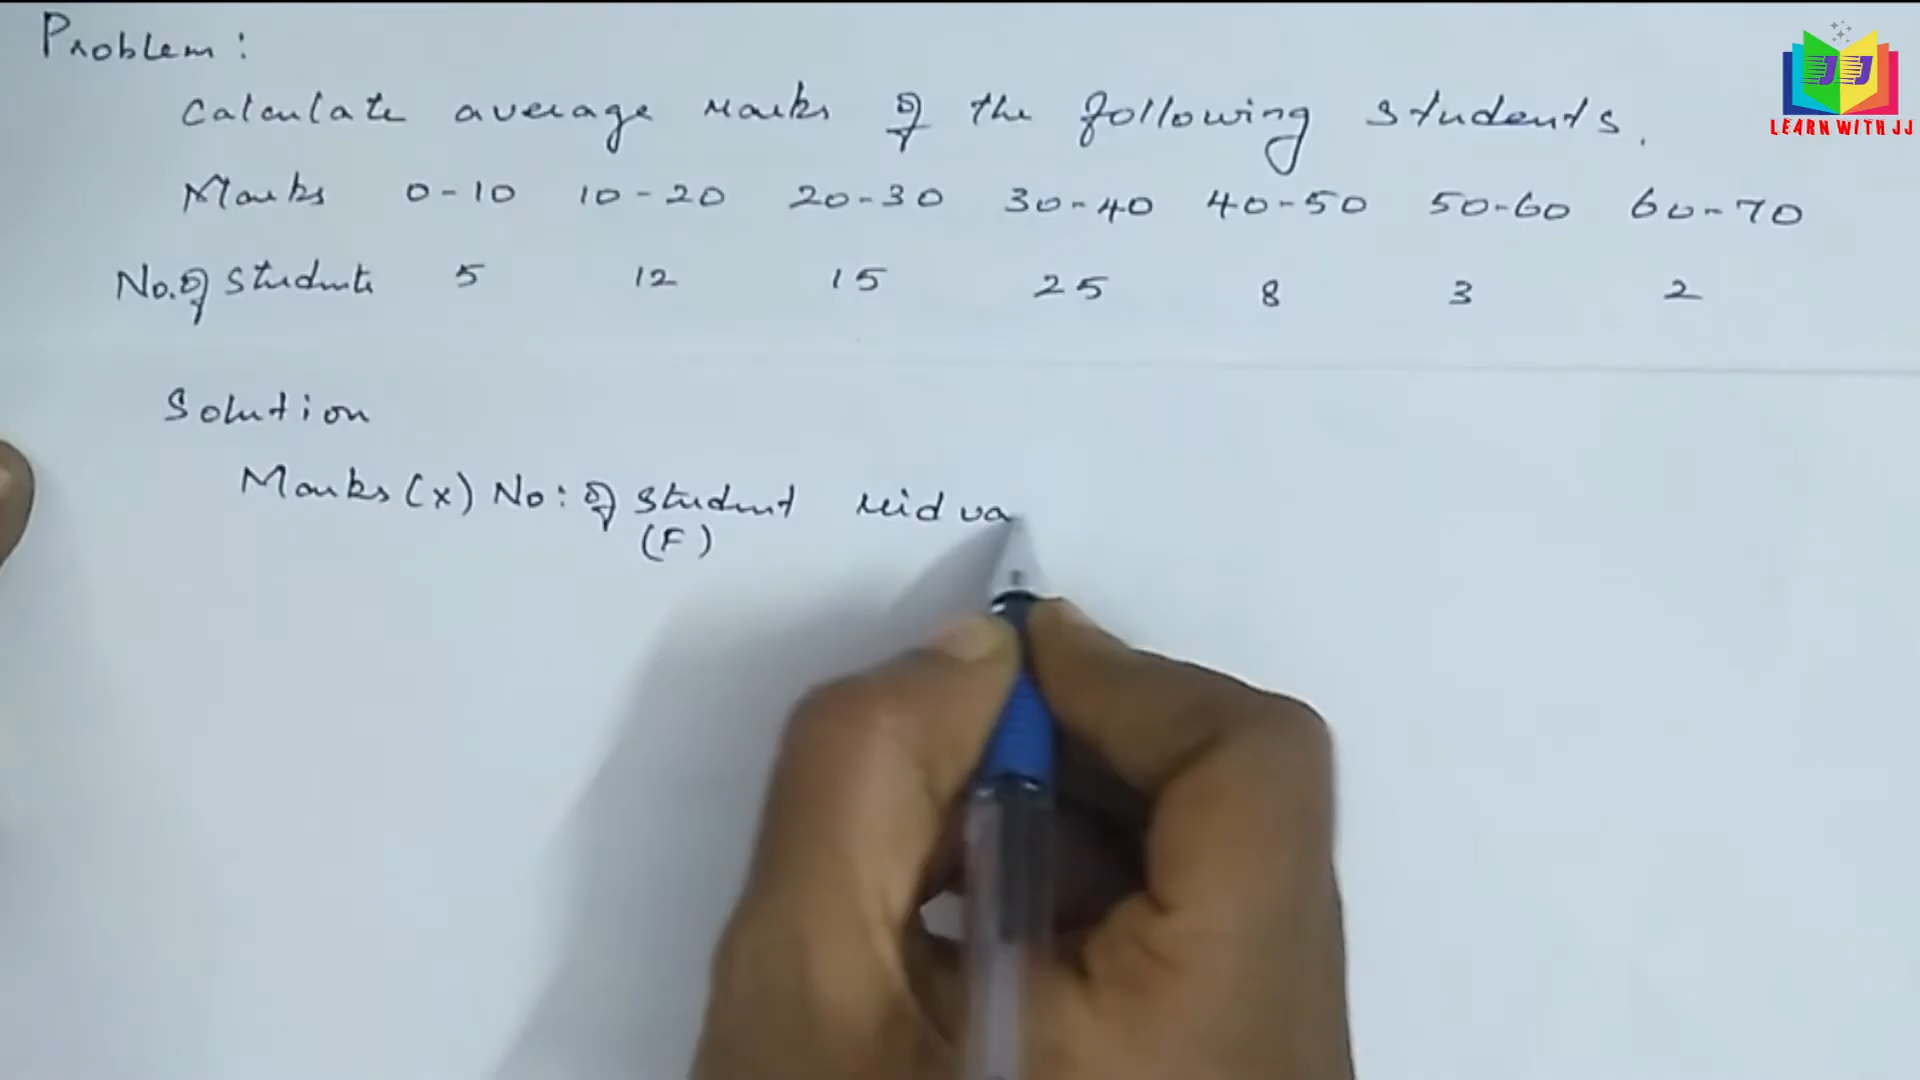 Problem:
Calculate average marks of the following students.
Marks 0-10 10-20 20-30 30-40 40-50 50-60 60-70
No. of students 5 12 15 25 8 3 2
Solution
Marks (x) No: of student mid va
(F)
JJ
LEARN WITH JJ